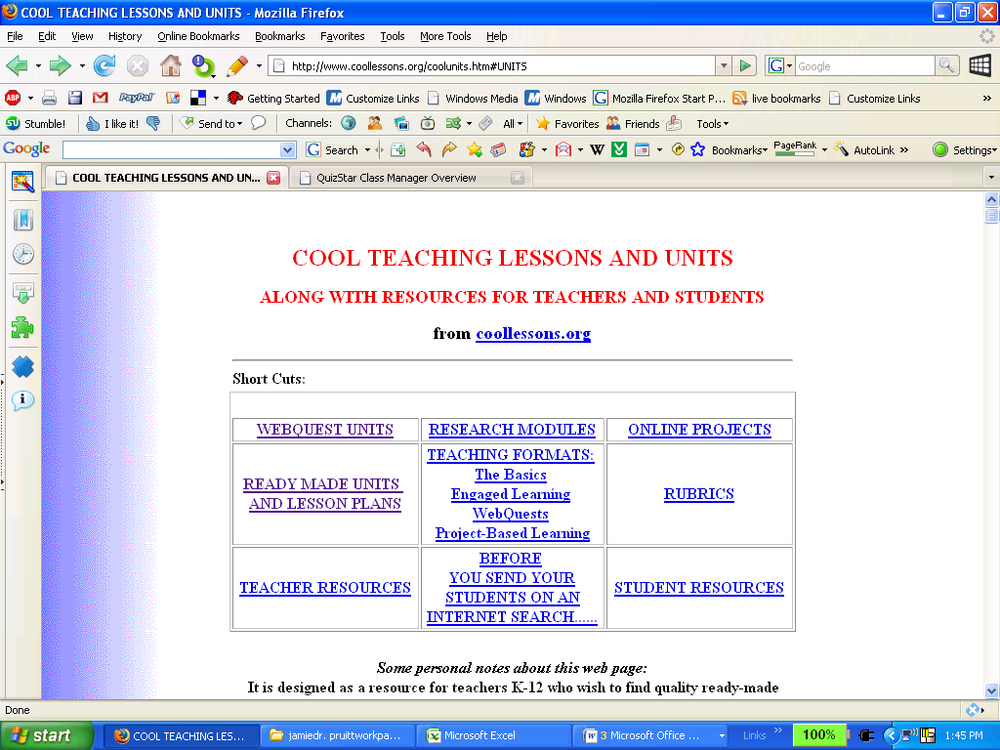 COOL TEACHING LESSONS AND UNITS - Mozilla Firefox
File Edit View History Online Bookmarks Bookmarks Favorites Tools More Tools Help
http://www.coollessons.org/coolunits.htm#UNITS
G Google
ABP PayPal Getting Started Customize Links Windows Media Windows Mozilla Firefox Start P... live bookmarks Customize Links »
Stumble! I like it! Send to Channels: All Favorites Friends Tools
Google G Search W Bookmarks PageRank AutoLink » Settings
COOL TEACHING LESSONS AND UN... QuizStar Class Manager Overview
COOL TEACHING LESSONS AND UNITS
ALONG WITH RESOURCES FOR TEACHERS AND STUDENTS
from coollessons.org
Short Cuts:
WEBQUEST UNITS
RESEARCH MODULES
ONLINE PROJECTS
READY MADE UNITS
AND LESSON PLANS
TEACHING FORMATS:
The Basics
Engaged Learning
WebQuests
Project-Based Learning
RUBRICS
TEACHER RESOURCES
BEFORE
YOU SEND YOUR
STUDENTS ON AN
INTERNET SEARCH......
STUDENT RESOURCES
Some personal notes about this web page:
It is designed as a resource for teachers K-12 who wish to find quality ready-made
Done
start COOL TEACHING LES... jamiedr. pruittworkpa... Microsoft Excel 3 Microsoft Office ... Links » 100% 1:45 PM